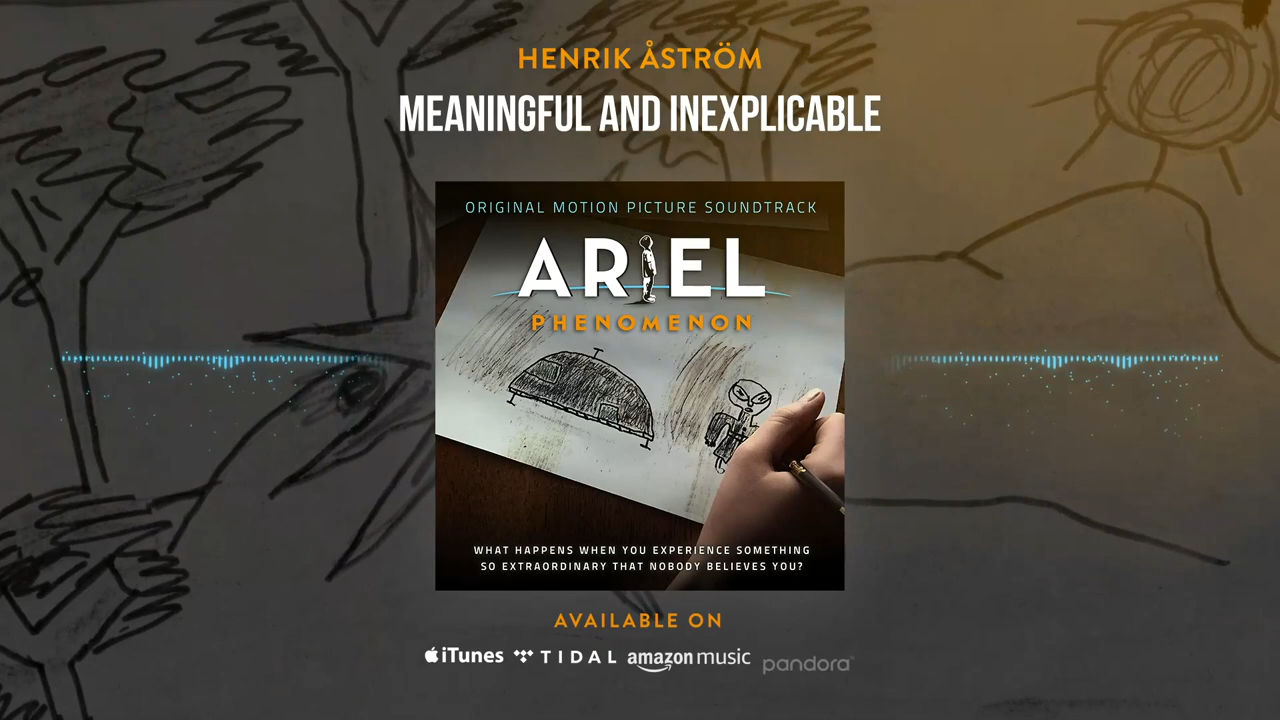 HENRIK ÅSTRÖM
MEANINGFUL AND INEXPLICABLE
ORIGINAL MOTION PICTURE SOUNDTRACK
ARIEL
PHENOMENON
WHAT HAPPENS WHEN YOU EXPERIENCE SOMETHING
SO EXTRAORDINARY THAT NOBODY BELIEVES YOU?
AVAILABLE ON
iTunes TIDAL amazon music pandora